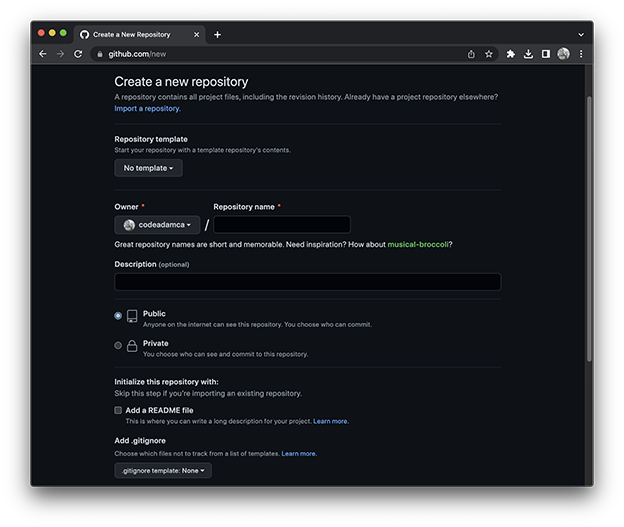 Create a New Repository
github.com/new
Create a new repository
A repository contains all project files, including the revision history. Already have a project repository elsewhere?
Import a repository.
Repository template
Start your repository with a template repository's contents.
No template
Owner * Repository name *
codeadamca /
Great repository names are short and memorable. Need inspiration? How about musical-broccoli?
Description (optional)
Public
Anyone on the internet can see this repository. You choose who can commit.
Private
You choose who can see and commit to this repository.
Initialize this repository with:
Skip this step if you're importing an existing repository.
Add a README file
This is where you can write a long description for your project. Learn more.
Add .gitignore
Choose which files not to track from a list of templates. Learn more.
.gitignore template: None